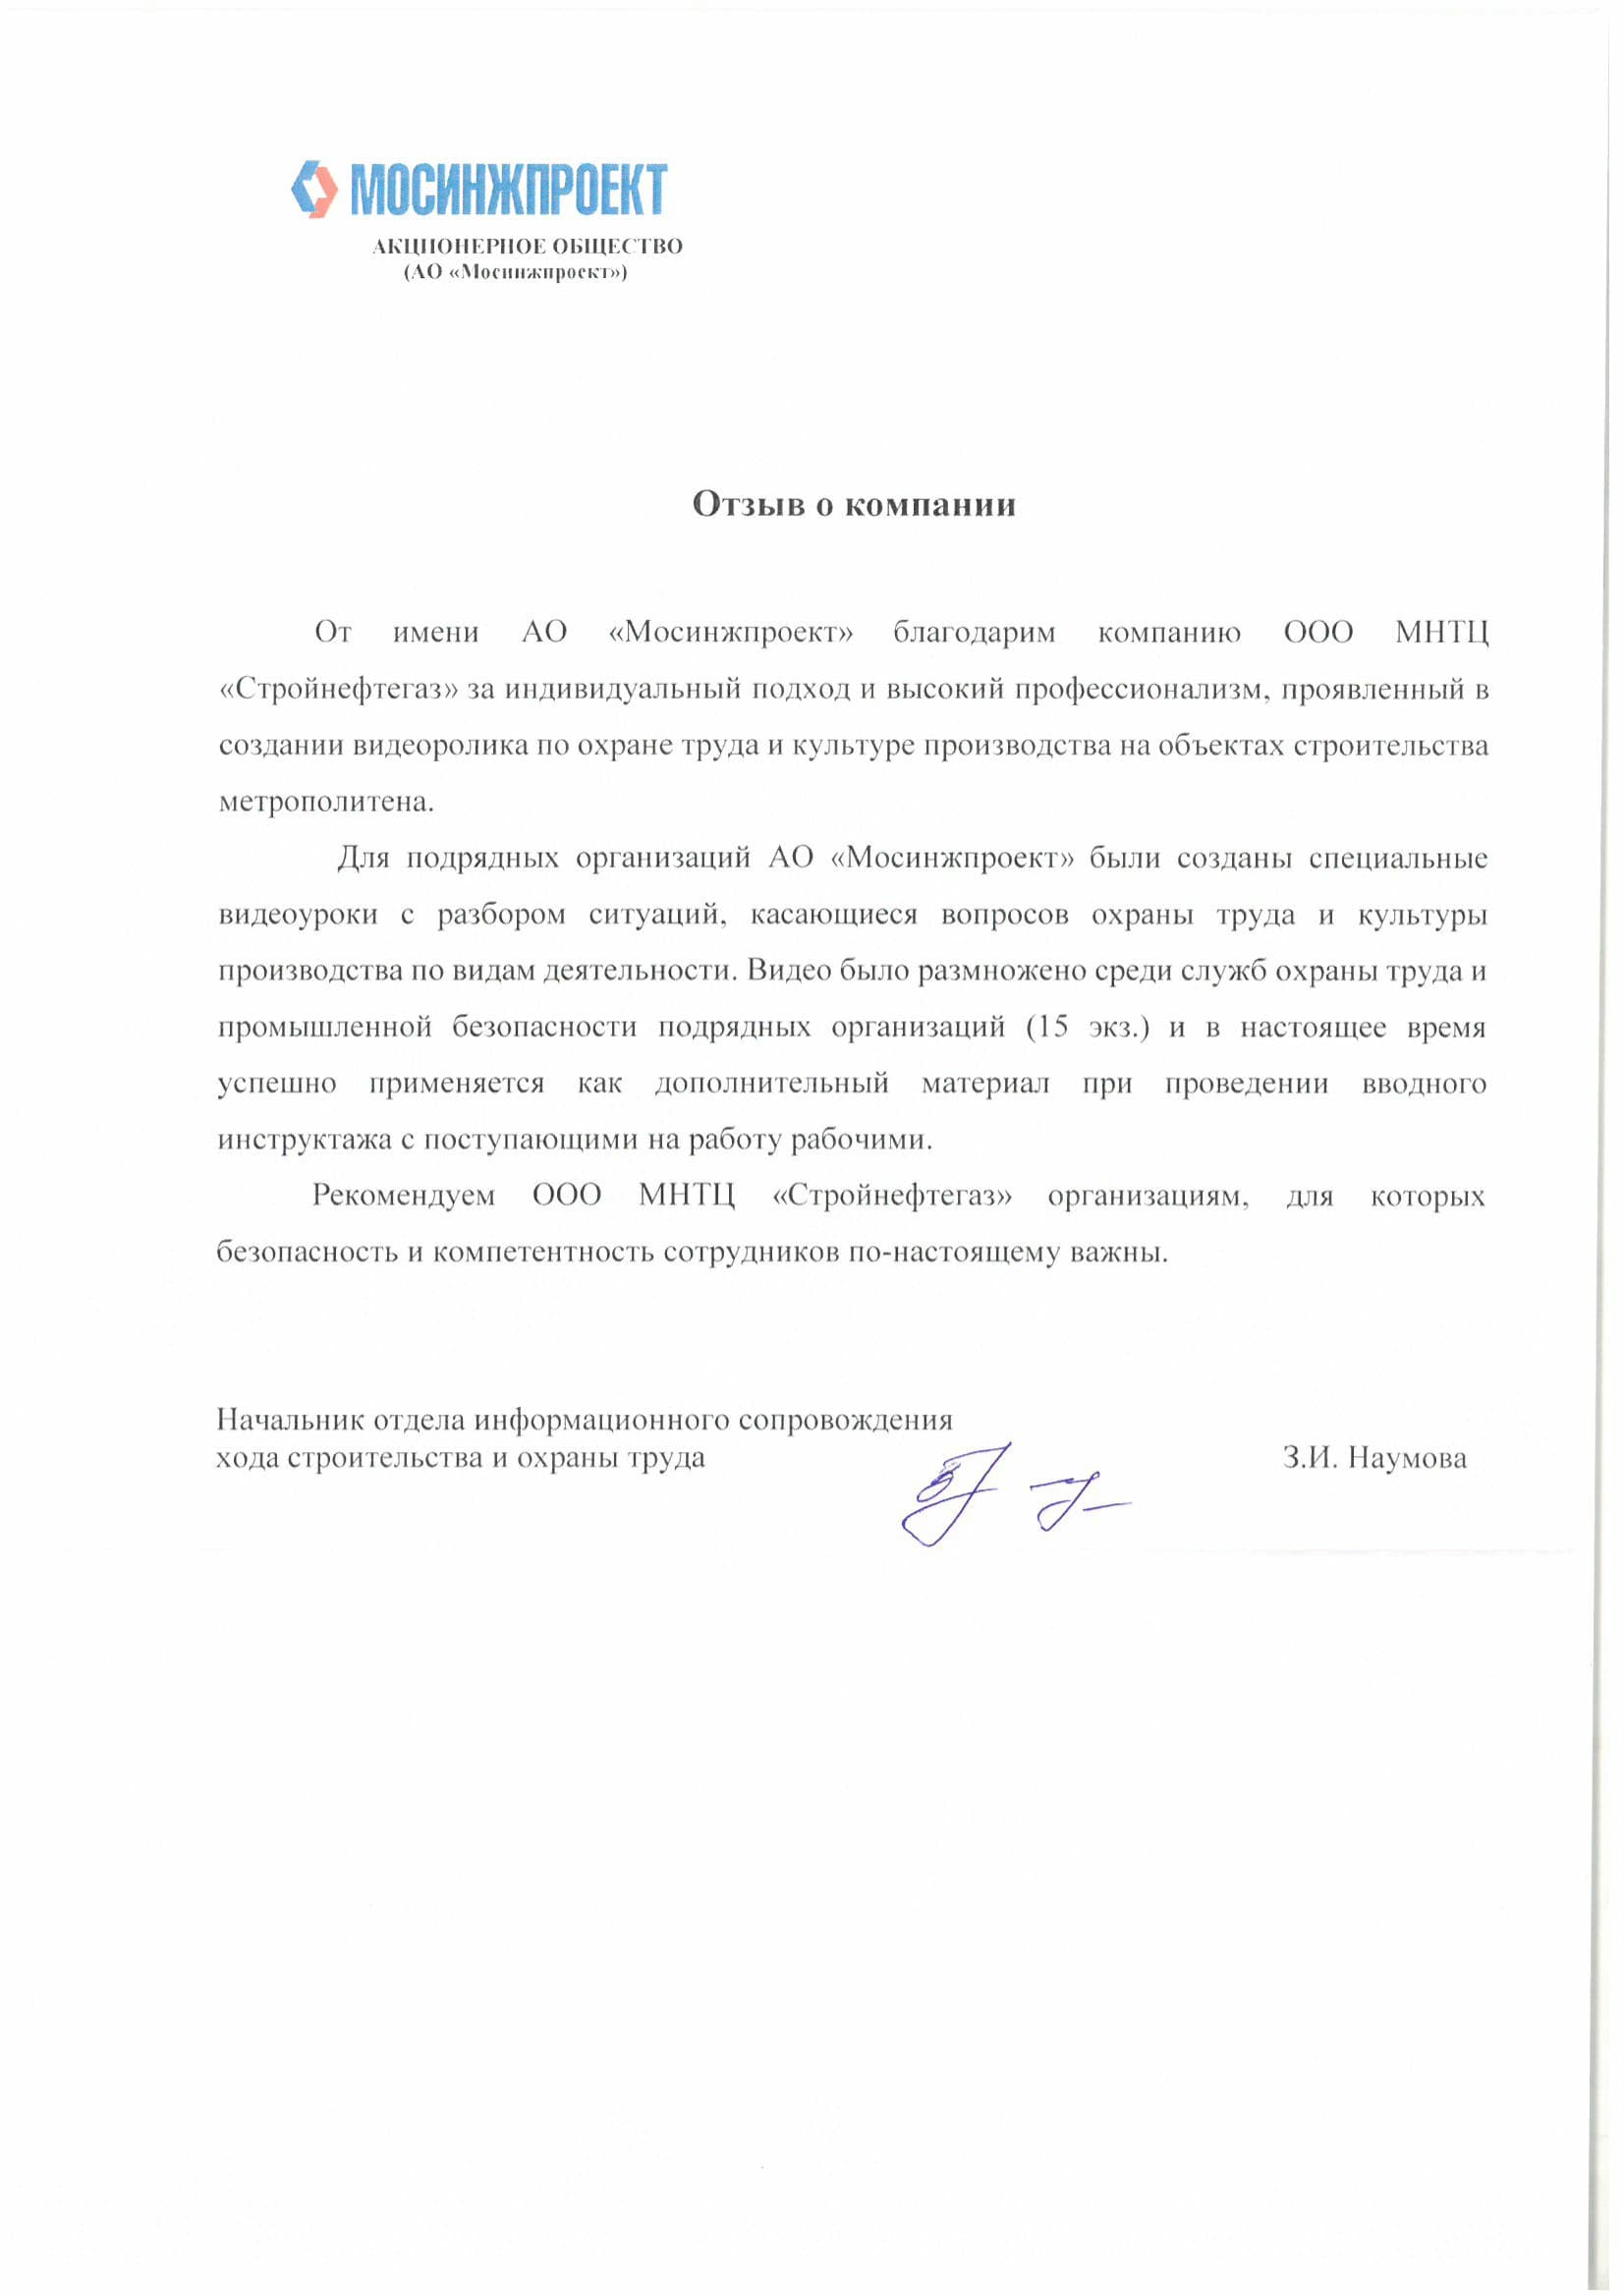 МОСИНЖПРОЕКТ
АКЦИОНЕРНОЕ ОБЩЕСТВО
(АО «Мосинжпроект»)
Отзыв о компании
От имени АО «Мосинжпроект» благодарим компанию ООО МНТЦ
«Стройнефтегаз» за индивидуальный подход и высокий профессионализм, проявленный в
создании видеоролика по охране труда и культуре производства на объектах строительства
метрополитена.
Для подрядных организаций АО «Мосинжпроект» были созданы специальные
видеоуроки с разбором ситуаций, касающиеся вопросов охраны труда и культуры
производства по видам деятельности. Видео было размножено среди служб охраны труда и
промышленной безопасности подрядных организаций (15 экз.) и в настоящее время
успешно применяется как дополнительный материал при проведении вводного
инструктажа с поступающими на работу рабочими.
Рекомендуем ООО МНТЦ «Стройнефтегаз» организациям, для которых
безопасность и компетентность сотрудников по-настоящему важны.
Начальник отдела информационного сопровождения
хода строительства и охраны труда З.И. Наумова